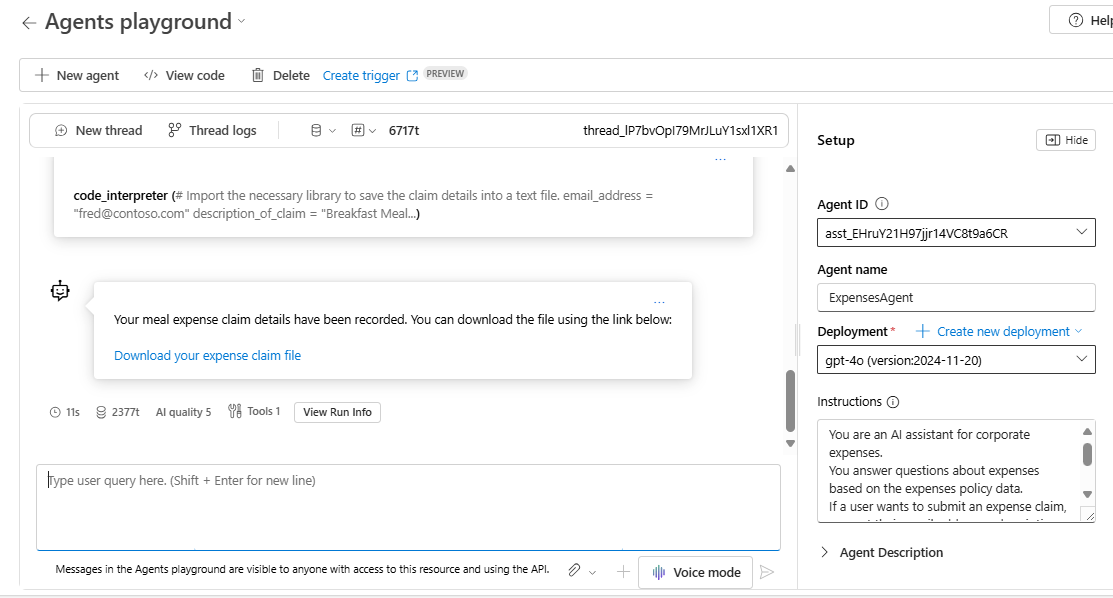 Agents playground
Help
New agent
View code
Delete
Create trigger
PREVIEW
New thread
Thread logs
6717t
thread_lP7bvOpI79MrJLuY1sxl1XR1
...
code_interpreter (# Import the necessary library to save the claim details into a text file. email_address =
"fred@contoso.com" description_of_claim = "Breakfast Meal...)
...
Your meal expense claim details have been recorded. You can download the file using the link below:
Download your expense claim file
11s
2377t
AI quality 5
Tools 1
View Run Info
Type user query here. (Shift + Enter for new line)
Messages in the Agents playground are visible to anyone with access to this resource and using the API.
Voice mode
Setup
Hide
Agent ID
asst_EHruY21H97jjr14VC8t9a6CR
Agent name
ExpensesAgent
Deployment*
Create new deployment
gpt-4o (version:2024-11-20)
Instructions
You are an AI assistant for corporate
expenses.
You answer questions about expenses
based on the expenses policy data.
If a user wants to submit an expense claim,
Agent Description